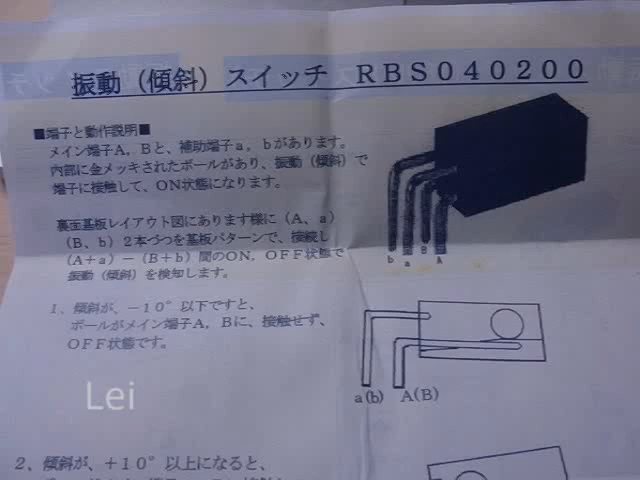 振動（傾斜）スイッチ RBS040200
■端子と動作説明■
メイン端子A，Bと、補助端子a，bがあります。
内部に金メッキされたボールがあり、振動（傾斜）で
端子に接触して、ON状態になります。
裏面基板レイアウト図にあります様に（A、a）
（B、b）2本づつを基板パターンで、接続し
（A＋a）－（B＋b）間のON，OFF状態で
振動（傾斜）を検知します。
b a B A
1、傾斜が、－10°以下ですと、
ボールがメイン端子A，Bに、接触せず、
OFF状態です。
a(b) A(B)
Lei
2、傾斜が、＋10°以上になると、